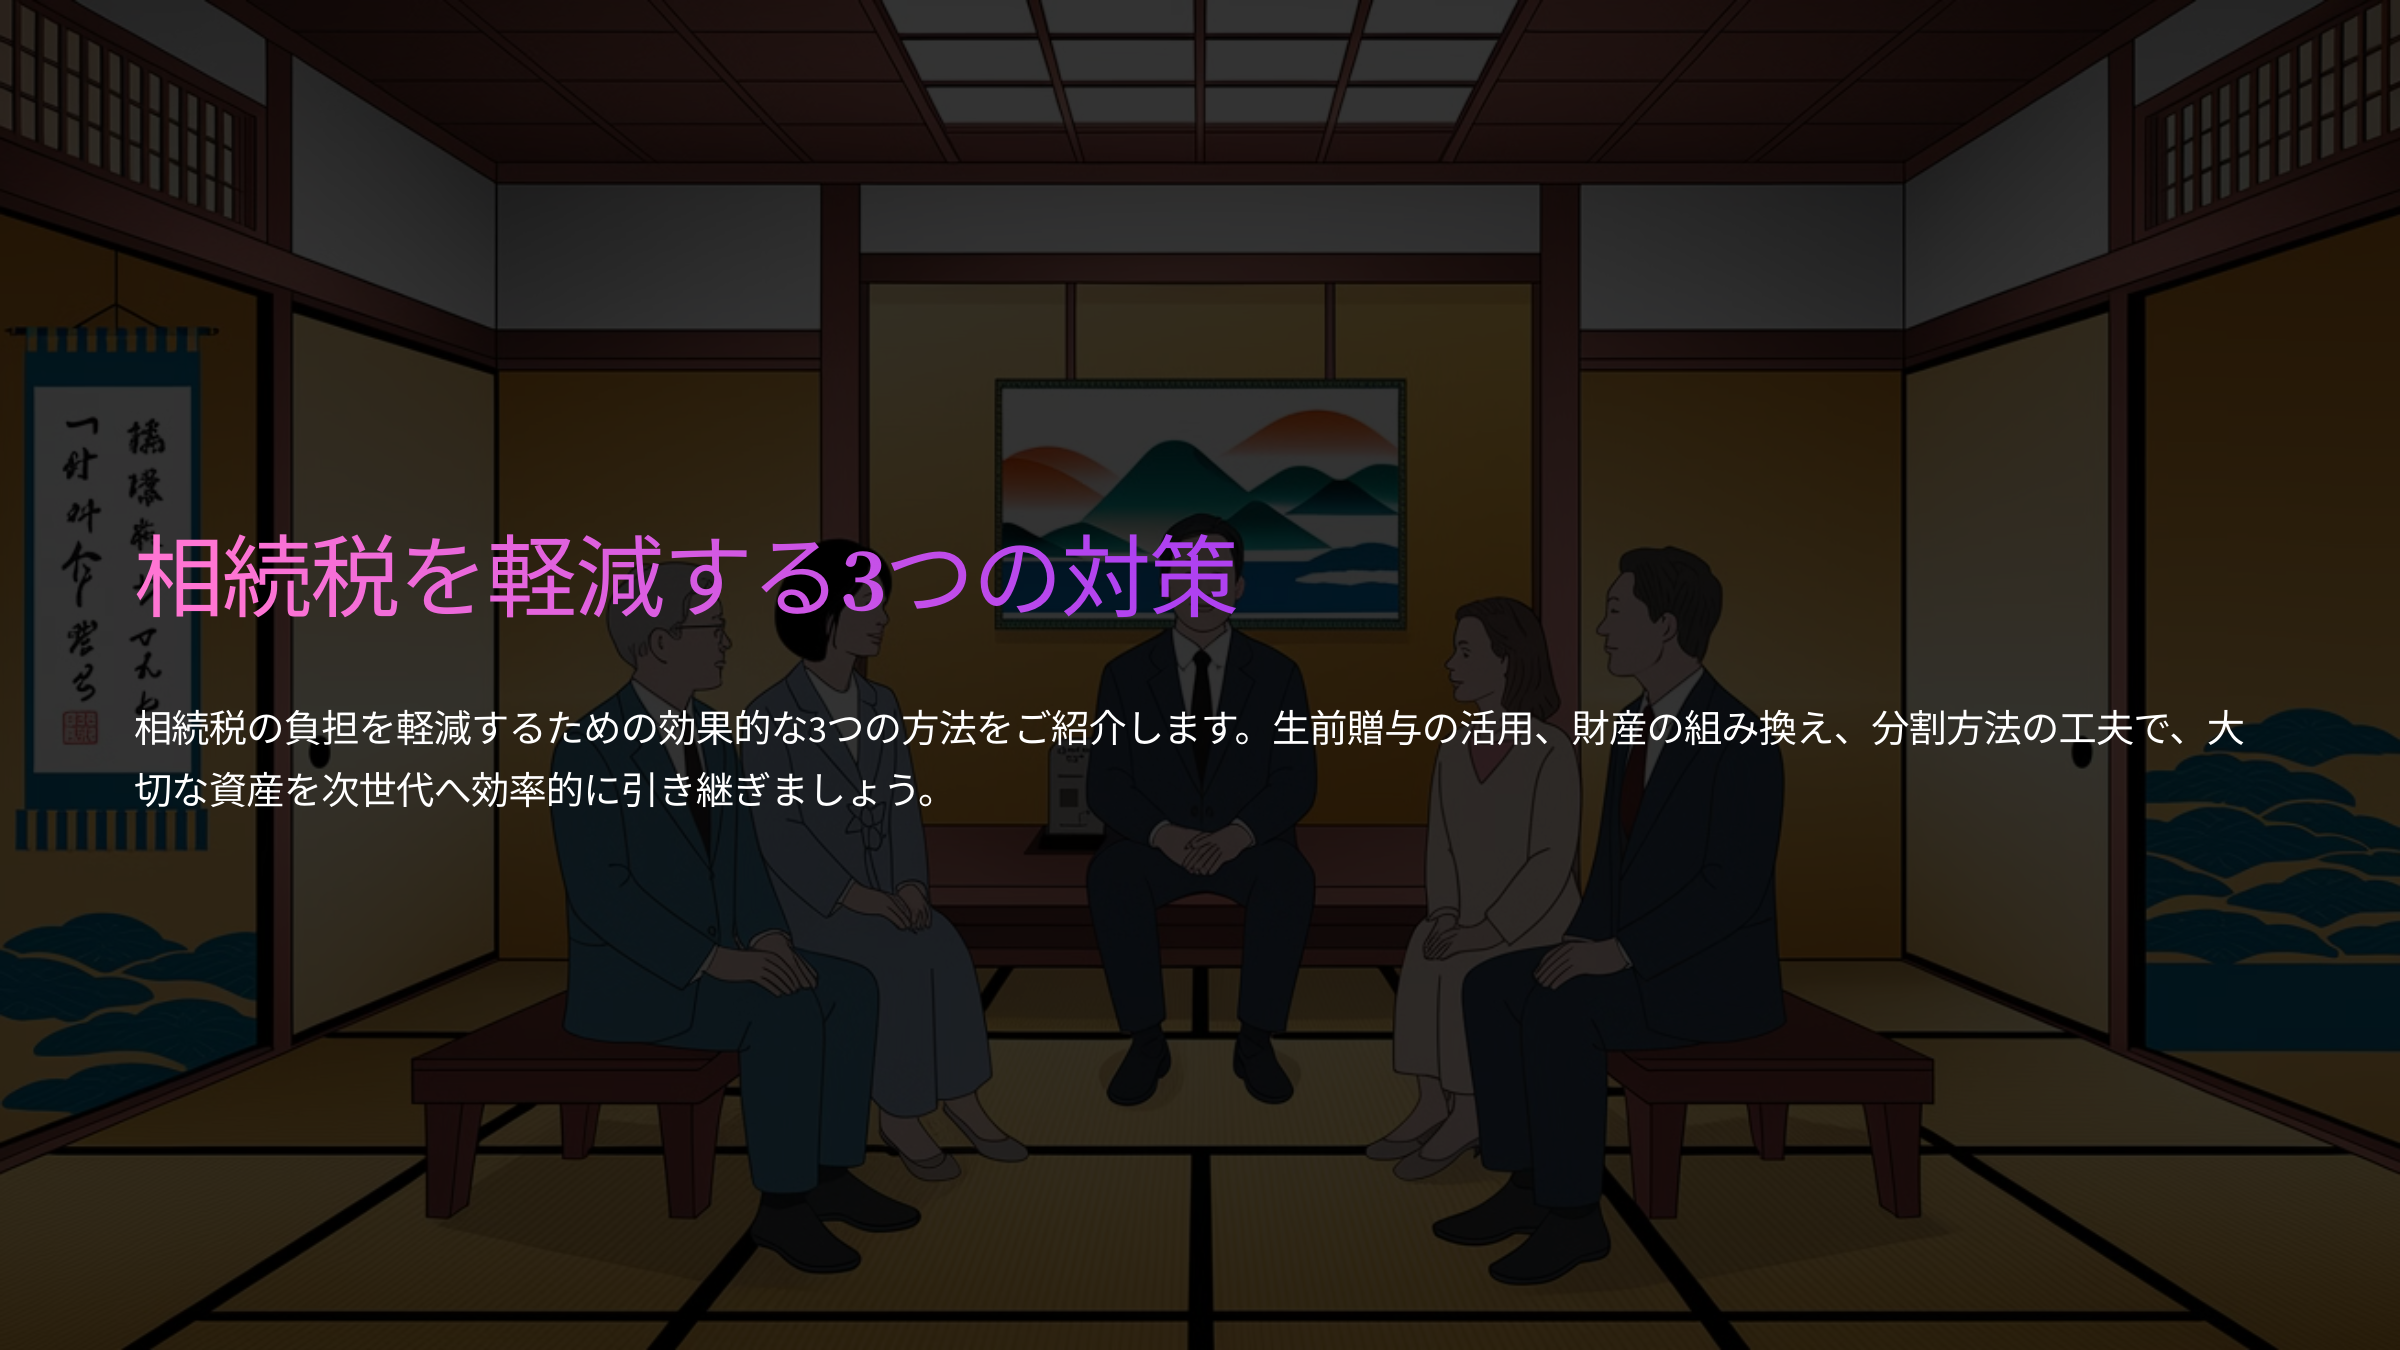 相続税を軽減する3つの対策
相続税の負担を軽減するための効果的な3つの方法をご紹介します。生前贈与の活用、財産の組み換え、分割方法の工夫で、大
切な資産を次世代へ効率的に引き継ぎましょう。